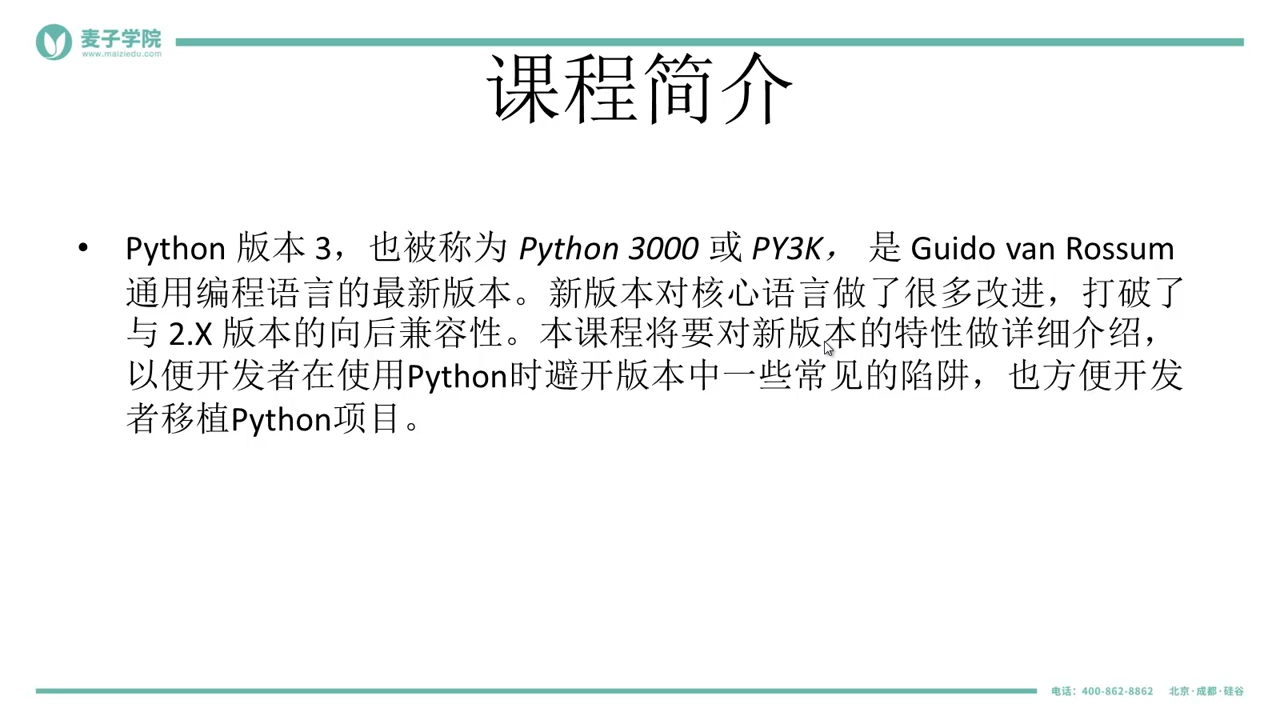 麦子学院
www.maiziedu.com
课程简介
• Python 版本 3，也被称为 Python 3000 或 PY3K， 是 Guido van Rossum
通用编程语言的最新版本。新版本对核心语言做了很多改进，打破了
与 2.X 版本的向后兼容性。本课程将要对新版本的特性做详细介绍，
以便开发者在使用Python时避开版本中一些常见的陷阱，也方便开发
者移植Python项目。
电话：400-862-8862 北京·成都·硅谷